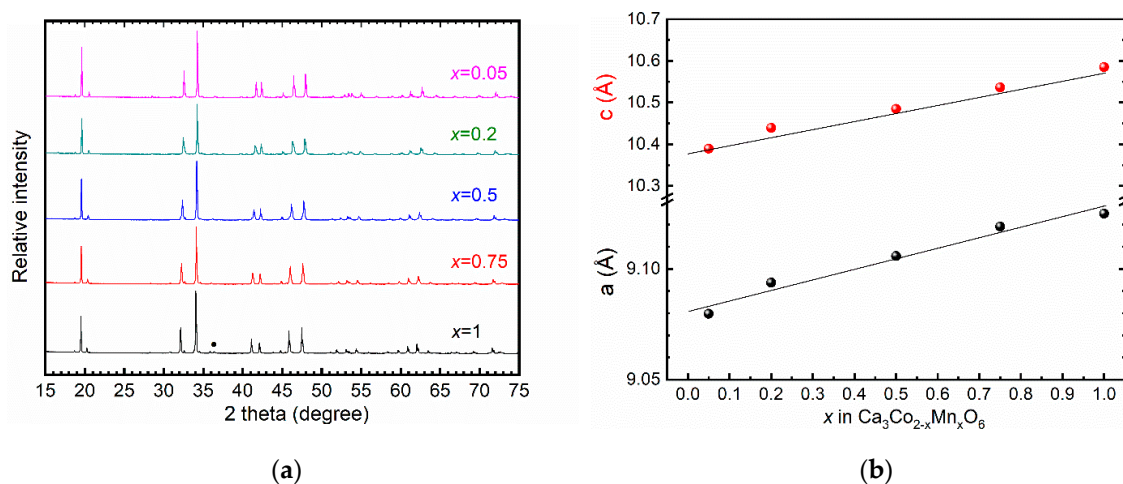 x=0.05
x=0.2
x=0.5
x=0.75
x=1
Relative intensity
15 20 25 30 35 40 45 50 55 60 65 70 75
2 theta (degree)
(a)
10.7
10.6
10.5
10.4
10.3
9.10
9.05
c (Å)
a (Å)
0.0 0.1 0.2 0.3 0.4 0.5 0.6 0.7 0.8 0.9 1.0
x in Ca₃Co₂₋ₓMnₓO₆
(b)